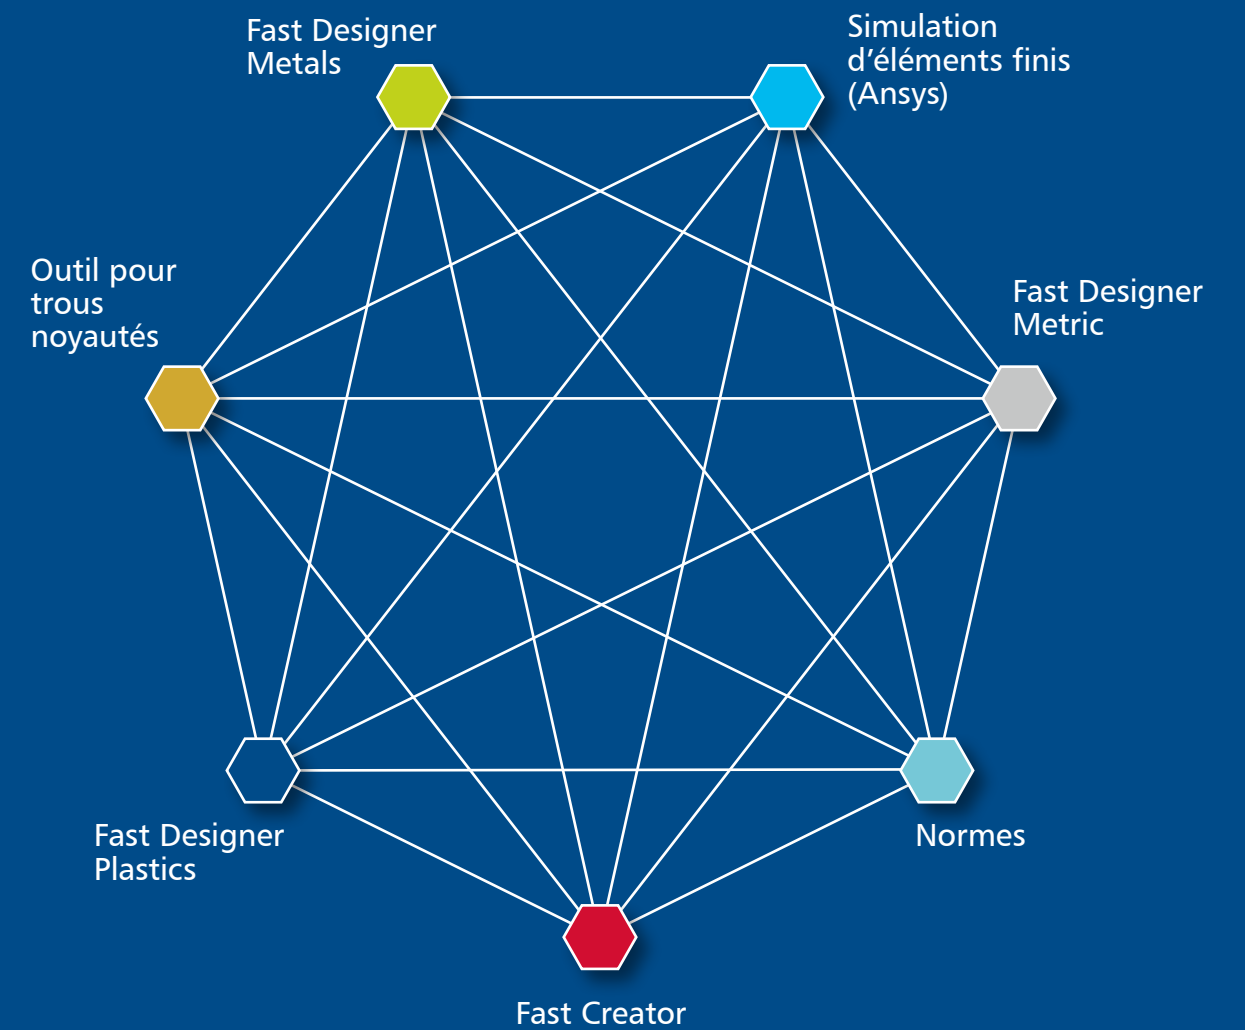 Fast Designer
Metals
Simulation
d’éléments finis
(Ansys)
Outil pour
trous
noyautés
Fast Designer
Metric
Fast Designer
Plastics
Normes
Fast Creator